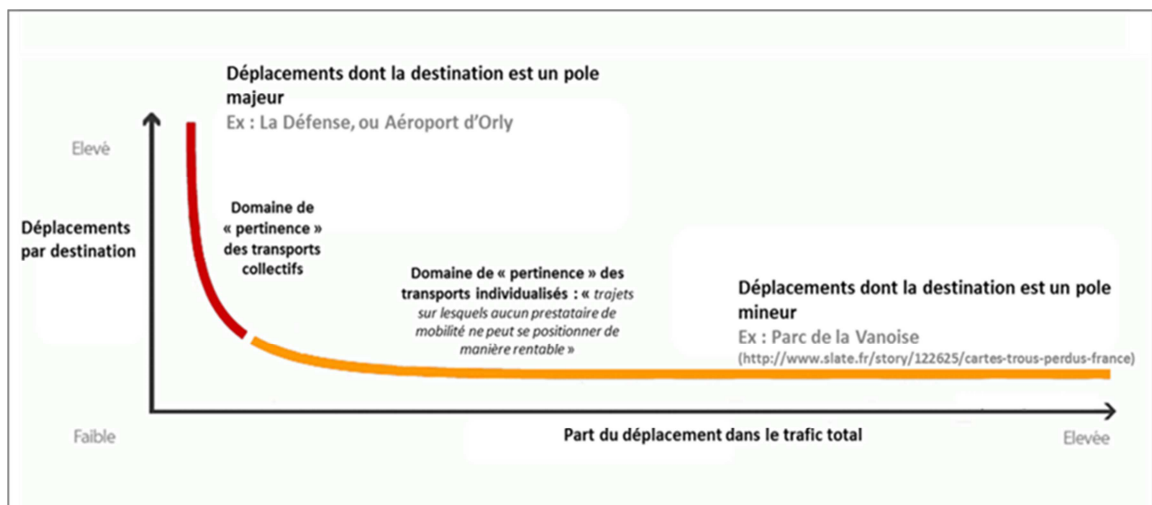 Déplacements dont la destination est un pole
majeur
Ex : La Défense, ou Aéroport d'Orly
Elevè
Déplacements
par destination
Domaine de
« pertinence »
des transports
collectifs
Domaine de « pertinence » des
transports individualisés : « trajets
sur lesquels aucun prestataire de
mobilité ne peut se positionner de
manière rentable »
Déplacements dont la destination est un pole
mineur
Ex : Parc de la Vanoise
(http://www.slate.fr/story/122625/cartes-trous-perdus-france)
Faible
Part du déplacement dans le trafic total
Elevèe